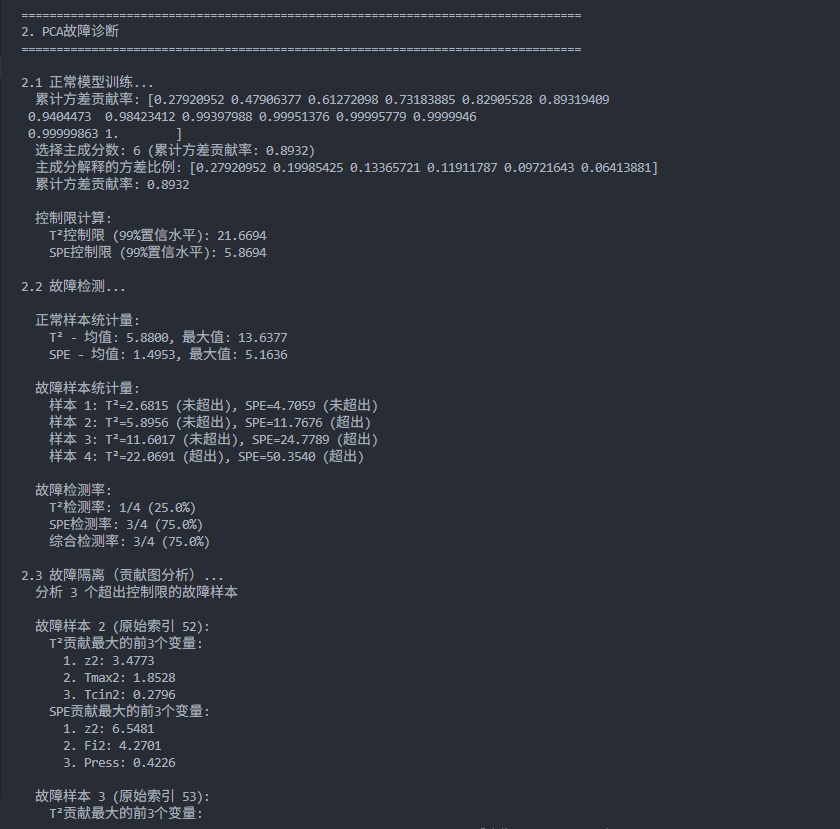 ================================================================================
2. PCA故障诊断
================================================================================
2.1 正常模型训练...
累计方差贡献率: [0.27920952 0.47906377 0.61272098 0.73183885 0.82905528 0.89319409
0.9404473  0.98423412 0.99397988 0.99951376 0.99995779 0.9999946
0.99999863 1.        ]
选择主成分数: 6 (累计方差贡献率: 0.8932)
主成分解释的方差比例: [0.27920952 0.19985425 0.13365721 0.11911787 0.09721643 0.06413881]
累计方差贡献率: 0.8932
控制限计算:
T²控制限 (99%置信水平): 21.6694
SPE控制限 (99%置信水平): 5.8694
2.2 故障检测...
正常样本统计量:
T² - 均值: 5.8800, 最大值: 13.6377
SPE - 均值: 1.4953, 最大值: 5.1636
故障样本统计量:
样本 1: T²=2.6815 (未超出), SPE=4.7059 (未超出)
样本 2: T²=5.8956 (未超出), SPE=11.7676 (超出)
样本 3: T²=11.6017 (未超出), SPE=24.7789 (超出)
样本 4: T²=22.0691 (超出), SPE=50.3540 (超出)
故障检测率:
T²检测率: 1/4 (25.0%)
SPE检测率: 3/4 (75.0%)
综合检测率: 3/4 (75.0%)
2.3 故障隔离（贡献图分析）...
分析 3 个超出控制限的故障样本
故障样本 2 (原始索引 52):
T²贡献最大的前3个变量:
1. z2: 3.4773
2. Tmax2: 1.8528
3. Tcin2: 0.2796
SPE贡献最大的前3个变量:
1. z2: 6.5481
2. Fi2: 4.2701
3. Press: 0.4226
故障样本 3 (原始索引 53):
T²贡献最大的前3个变量: